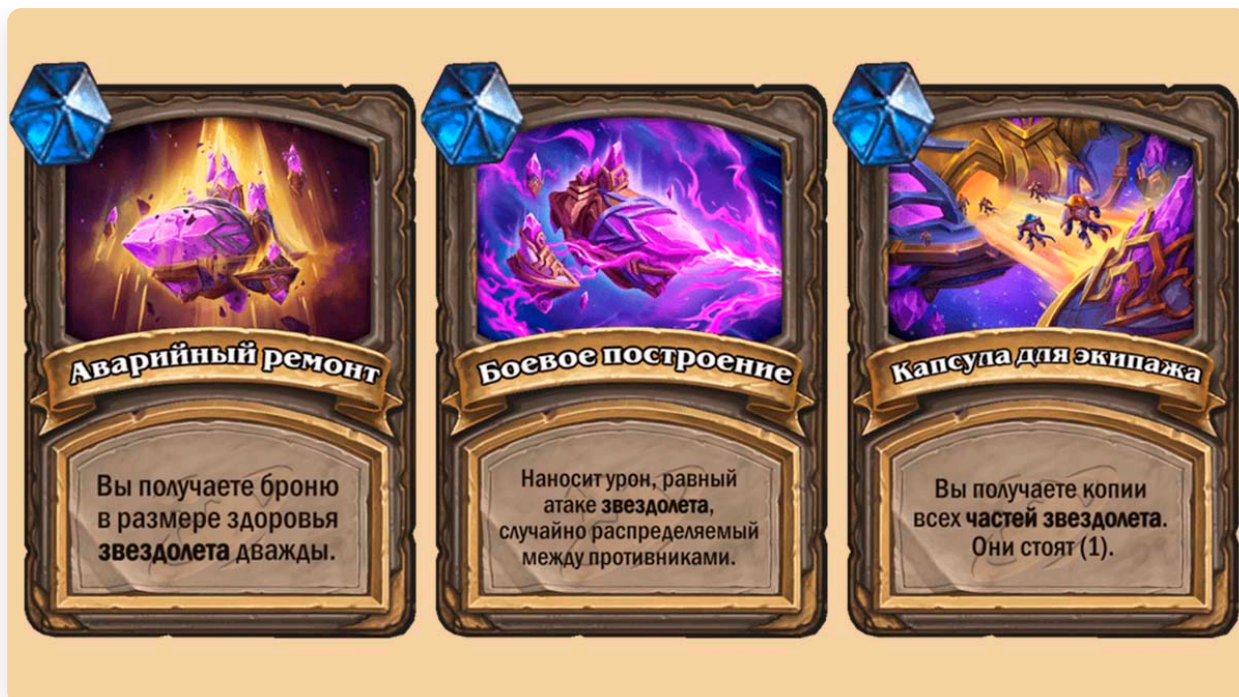 Аварийный ремонт
Вы получаете броню
в размере здоровья
звездолета дважды.
Боевое построение
Наносит урон, равный
атаке звездолета,
случайно распределяемый
между противниками.
Капсула для экипажа
Вы получаете копии
всех частей звездолета.
Они стоят (1).